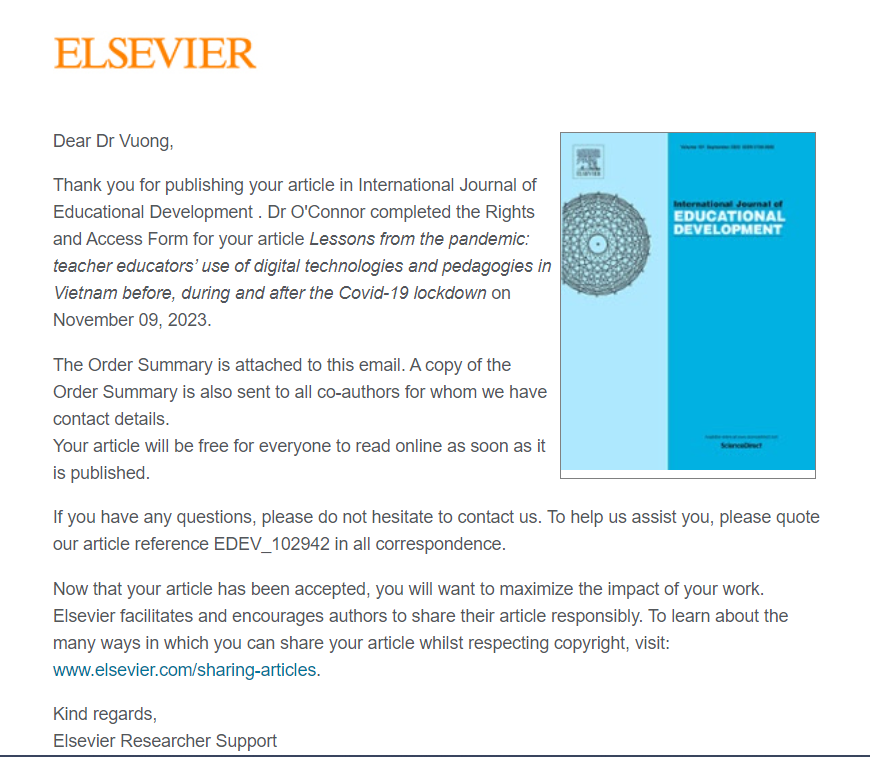 ELSEVIER
Dear Dr Vuong,
Thank you for publishing your article in International Journal of
Educational Development . Dr O'Connor completed the Rights
and Access Form for your article Lessons from the pandemic:
teacher educators’ use of digital technologies and pedagogies in
Vietnam before, during and after the Covid-19 lockdown on
November 09, 2023.
The Order Summary is attached to this email. A copy of the
Order Summary is also sent to all co-authors for whom we have
contact details.
Your article will be free for everyone to read online as soon as it
is published.
International Journal of
EDUCATIONAL
DEVELOPMENT
ScienceDirect
If you have any questions, please do not hesitate to contact us. To help us assist you, please quote
our article reference EDEV_102942 in all correspondence.
Now that your article has been accepted, you will want to maximize the impact of your work.
Elsevier facilitates and encourages authors to share their article responsibly. To learn about the
many ways in which you can share your article whilst respecting copyright, visit:
www.elsevier.com/sharing-articles.
Kind regards,
Elsevier Researcher Support